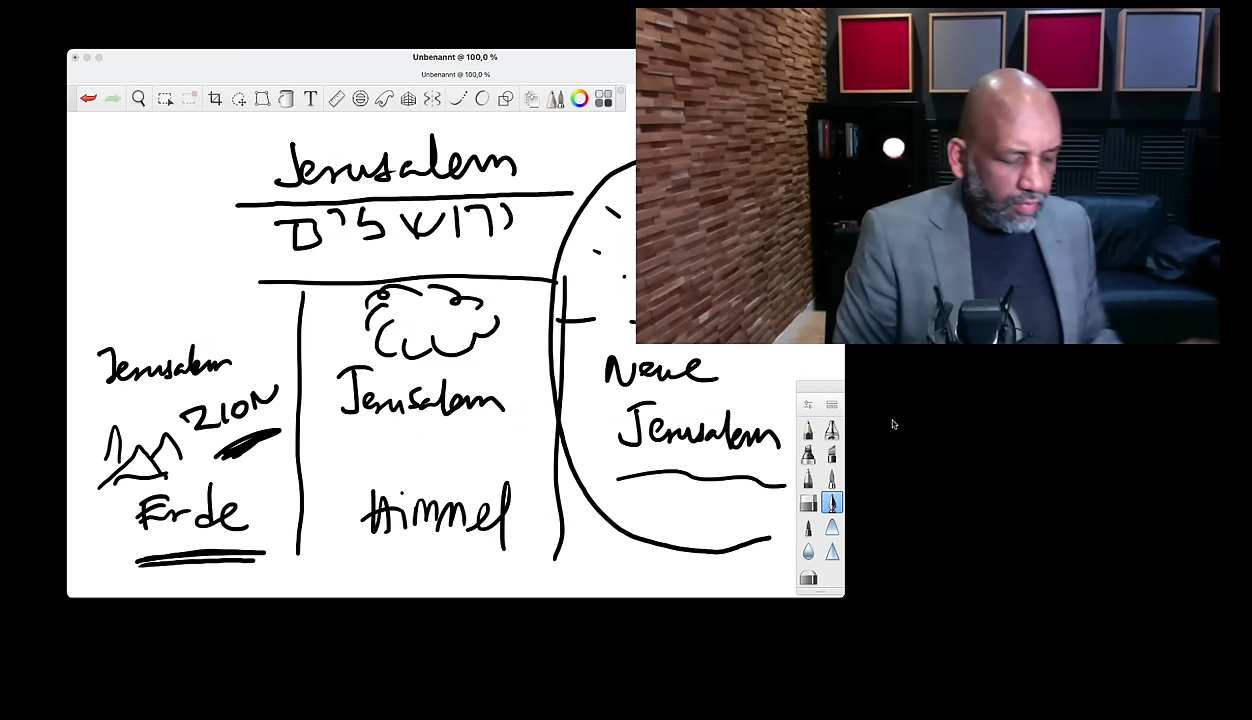 Unbenannt @ 100,0 %
Unbenannt @ 100,0 %
T
Jerusalem
ירושלים
Jerusalem
ZION
Erde
Jerusalem
Himmel
Neue
Jerusalem